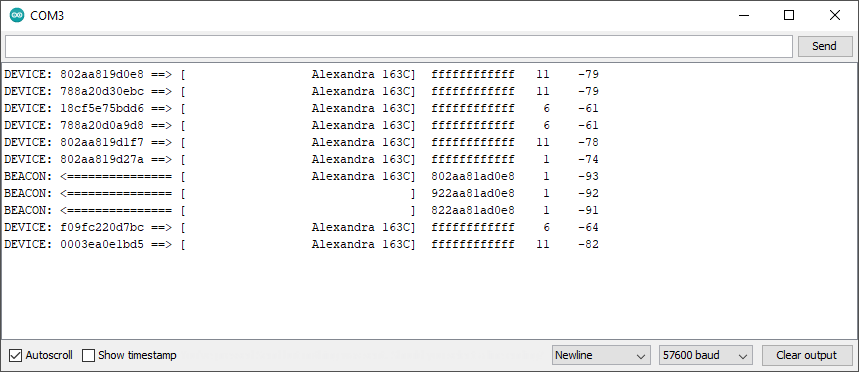 COM3
Send
DEVICE: 802aa819d0e8 ==> [                  Alexandra 163C]  ffffffffffff   11    -79
DEVICE: 788a20d30ebc ==> [                  Alexandra 163C]  ffffffffffff   11    -79
DEVICE: 18cf5e75bdd6 ==> [                  Alexandra 163C]  ffffffffffff    6    -61
DEVICE: 788a20d0a9d8 ==> [                  Alexandra 163C]  ffffffffffff    6    -61
DEVICE: 802aa819d1f7 ==> [                  Alexandra 163C]  ffffffffffff   11    -78
DEVICE: 802aa819d27a ==> [                  Alexandra 163C]  ffffffffffff    1    -74
BEACON: <=============== [                  Alexandra 163C]  802aa81ad0e8    1    -93
BEACON: <=============== [                                ]  922aa81ad0e8    1    -92
BEACON: <=============== [                                ]  822aa81ad0e8    1    -91
DEVICE: f09fc220d7bc ==> [                  Alexandra 163C]  ffffffffffff    6    -64
DEVICE: 0003ea0e1bd5 ==> [                  Alexandra 163C]  ffffffffffff   11    -82
Autoscroll Show timestamp Newline 57600 baud Clear output